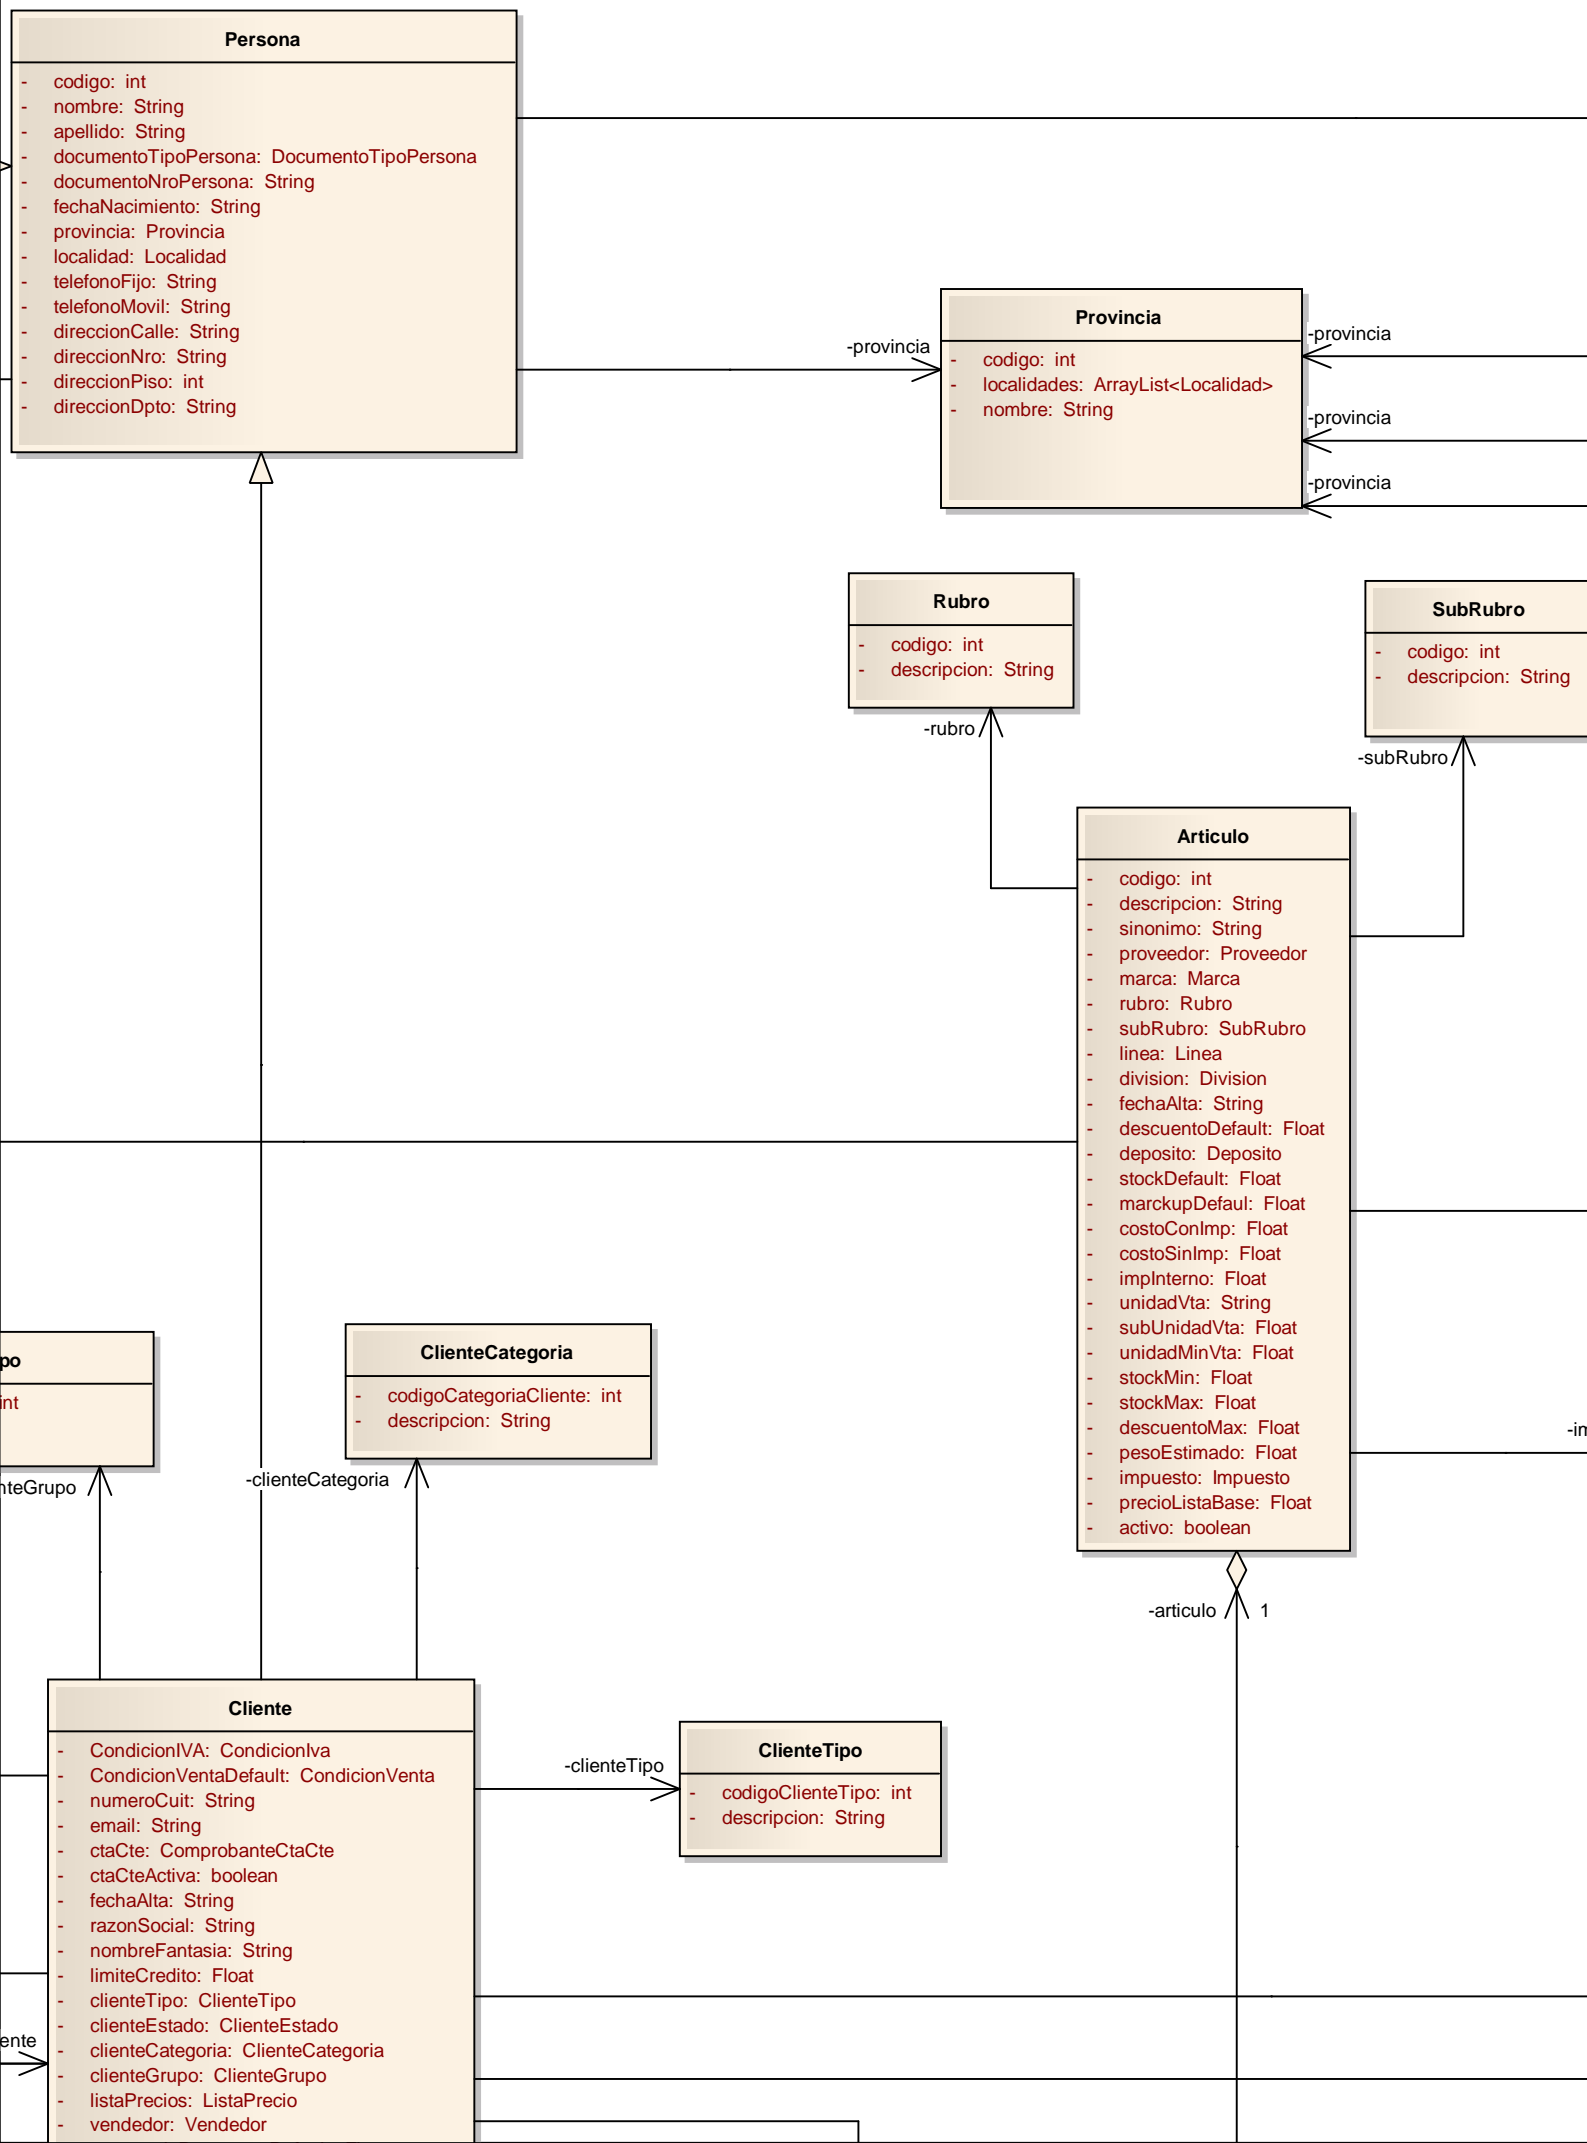 Persona
- codigo: int
- nombre: String
- apellido: String
- documentoTipoPersona: DocumentoTipoPersona
- documentoNroPersona: String
- fechaNacimiento: String
- provincia: Provincia
- localidad: Localidad
- telefonoFijo: String
- telefonoMovil: String
- direccionCalle: String
- direccionNro: String
- direccionPiso: int
- direccionDpto: String
-provincia
Provincia
- codigo: int
- localidades: ArrayList<Localidad>
- nombre: String
-provincia
-provincia
-provincia
Rubro
- codigo: int
- descripcion: String
-rubro
SubRubro
- codigo: int
- descripcion: String
-subRubro
Articulo
- codigo: int
- descripcion: String
- sinonimo: String
- proveedor: Proveedor
- marca: Marca
- rubro: Rubro
- subRubro: SubRubro
- linea: Linea
- division: Division
- fechaAlta: String
- descuentoDefault: Float
- deposito: Deposito
- stockDefault: Float
- marckupDefaul: Float
- costoConImp: Float
- costoSinImp: Float
- impInterno: Float
- unidadVta: String
- subUnidadVta: Float
- unidadMinVta: Float
- stockMin: Float
- stockMax: Float
- descuentoMax: Float
- pesoEstimado: Float
- impuesto: Impuesto
- precioListaBase: Float
- activo: boolean
-articulo 1
po
int
nteGrupo
ClienteCategoria
- codigoCategoriaCliente: int
- descripcion: String
-clienteCategoria
Cliente
- CondicionIVA: CondicionIva
- CondicionVentaDefault: CondicionVenta
- numeroCuit: String
- email: String
- ctaCte: ComprobanteCtaCte
- ctaCteActiva: boolean
- fechaAlta: String
- razonSocial: String
- nombreFantasia: String
- limiteCredito: Float
- clienteTipo: ClienteTipo
- clienteEstado: ClienteEstado
- clienteCategoria: ClienteCategoria
- clienteGrupo: ClienteGrupo
- listaPrecios: ListaPrecio
- vendedor: Vendedor
ente
-clienteTipo
ClienteTipo
- codigoClienteTipo: int
- descripcion: String